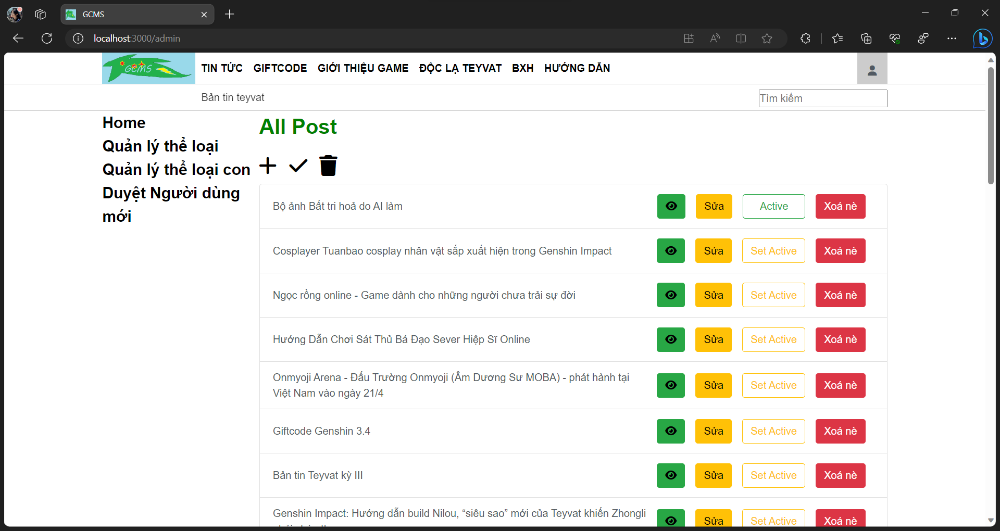 GCMS
localhost:3000/admin
GCMS
TIN TỨC GIFTCODE GIỚI THIỆU GAME ĐỘC LẠ TEYVAT BXH HƯỚNG DẪN
Bản tin teyvat
Tìm kiếm
Home
Quản lý thể loại
Quản lý thể loại con
Duyệt Người dùng
mới
All Post
Bộ ảnh Bất tri hoả do AI làm
Sửa Active Xoá nè
Cosplayer Tuanbao cosplay nhân vật sắp xuất hiện trong Genshin Impact
Sửa Set Active Xoá nè
Ngọc rồng online - Game dành cho những người chưa trải sự đời
Sửa Set Active Xoá nè
Hướng Dẫn Chơi Sát Thủ Bá Đạo Sever Hiệp Sĩ Online
Sửa Set Active Xoá nè
Onmyoji Arena - Đấu Trường Onmyoji (Âm Dương Sư MOBA) - phát hành tại
Việt Nam vào ngày 21/4
Sửa Set Active Xoá nè
Giftcode Genshin 3.4
Sửa Set Active Xoá nè
Bản tin Teyvat kỳ III
Sửa Set Active Xoá nè
Genshin Impact: Hướng dẫn build Nilou, “siêu sao” mới của Teyvat khiến Zhongli
Sửa Set Active Xoá nè